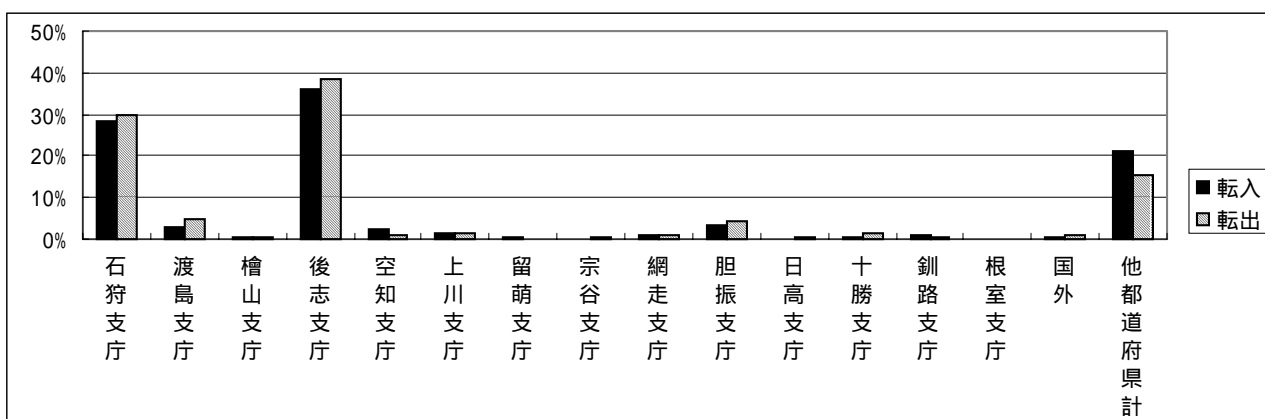 50%
40%
30%
20%
10%
0%
石狩支庁
渡島支庁
檜山支庁
後志支庁
空知支庁
上川支庁
留萌支庁
宗谷支庁
網走支庁
胆振支庁
日高支庁
十勝支庁
釧路支庁
根室支庁
国外
他都道府県計
転入
転出